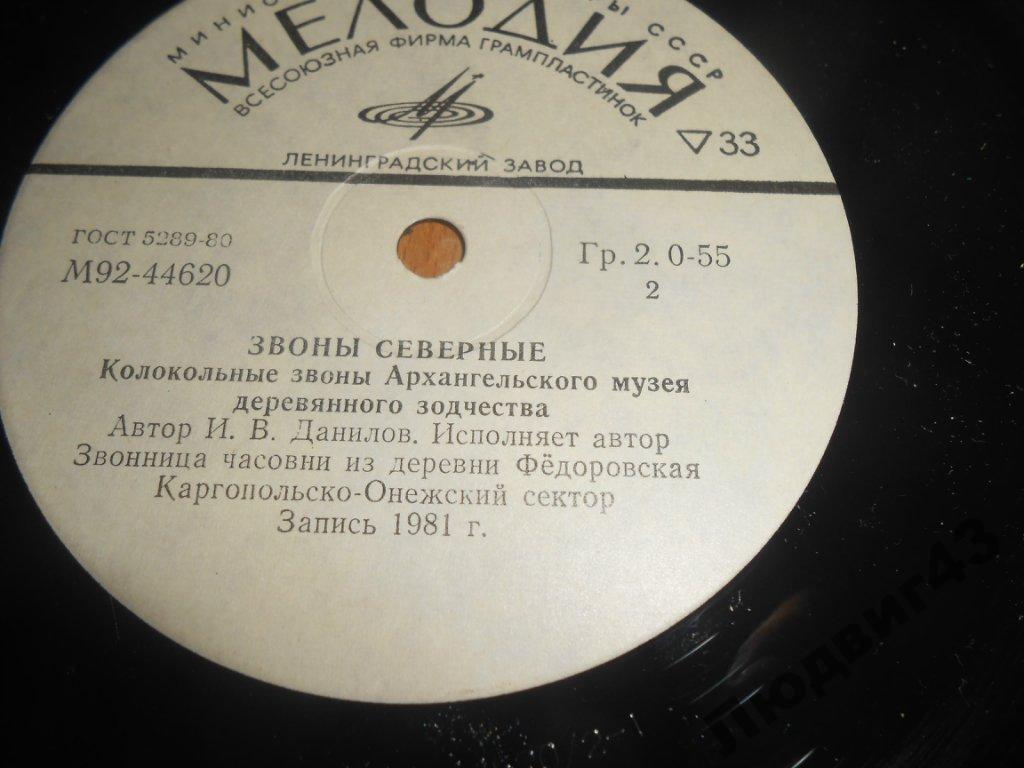 МИНИС ТЫ СССР
МЕЛОДИЯ
ВСЕСОЮЗНАЯ ФИРМА ГРАМПЛАСТИНОК
ЛЕНИНГРАДСКИЙ ЗАВОД
▽33
ГОСТ 5289-80
М92-44620
Гр. 2. 0-55
2
ЗВОНЫ СЕВЕРНЫЕ
Колокольные звоны Архангельского музея
деревянного зодчества
Автор И. В. Данилов. Исполняет автор
Звонница часовни из деревни Фёдоровская
Каргопольско-Онежский сектор
Запись 1981 г.
Людвиг43